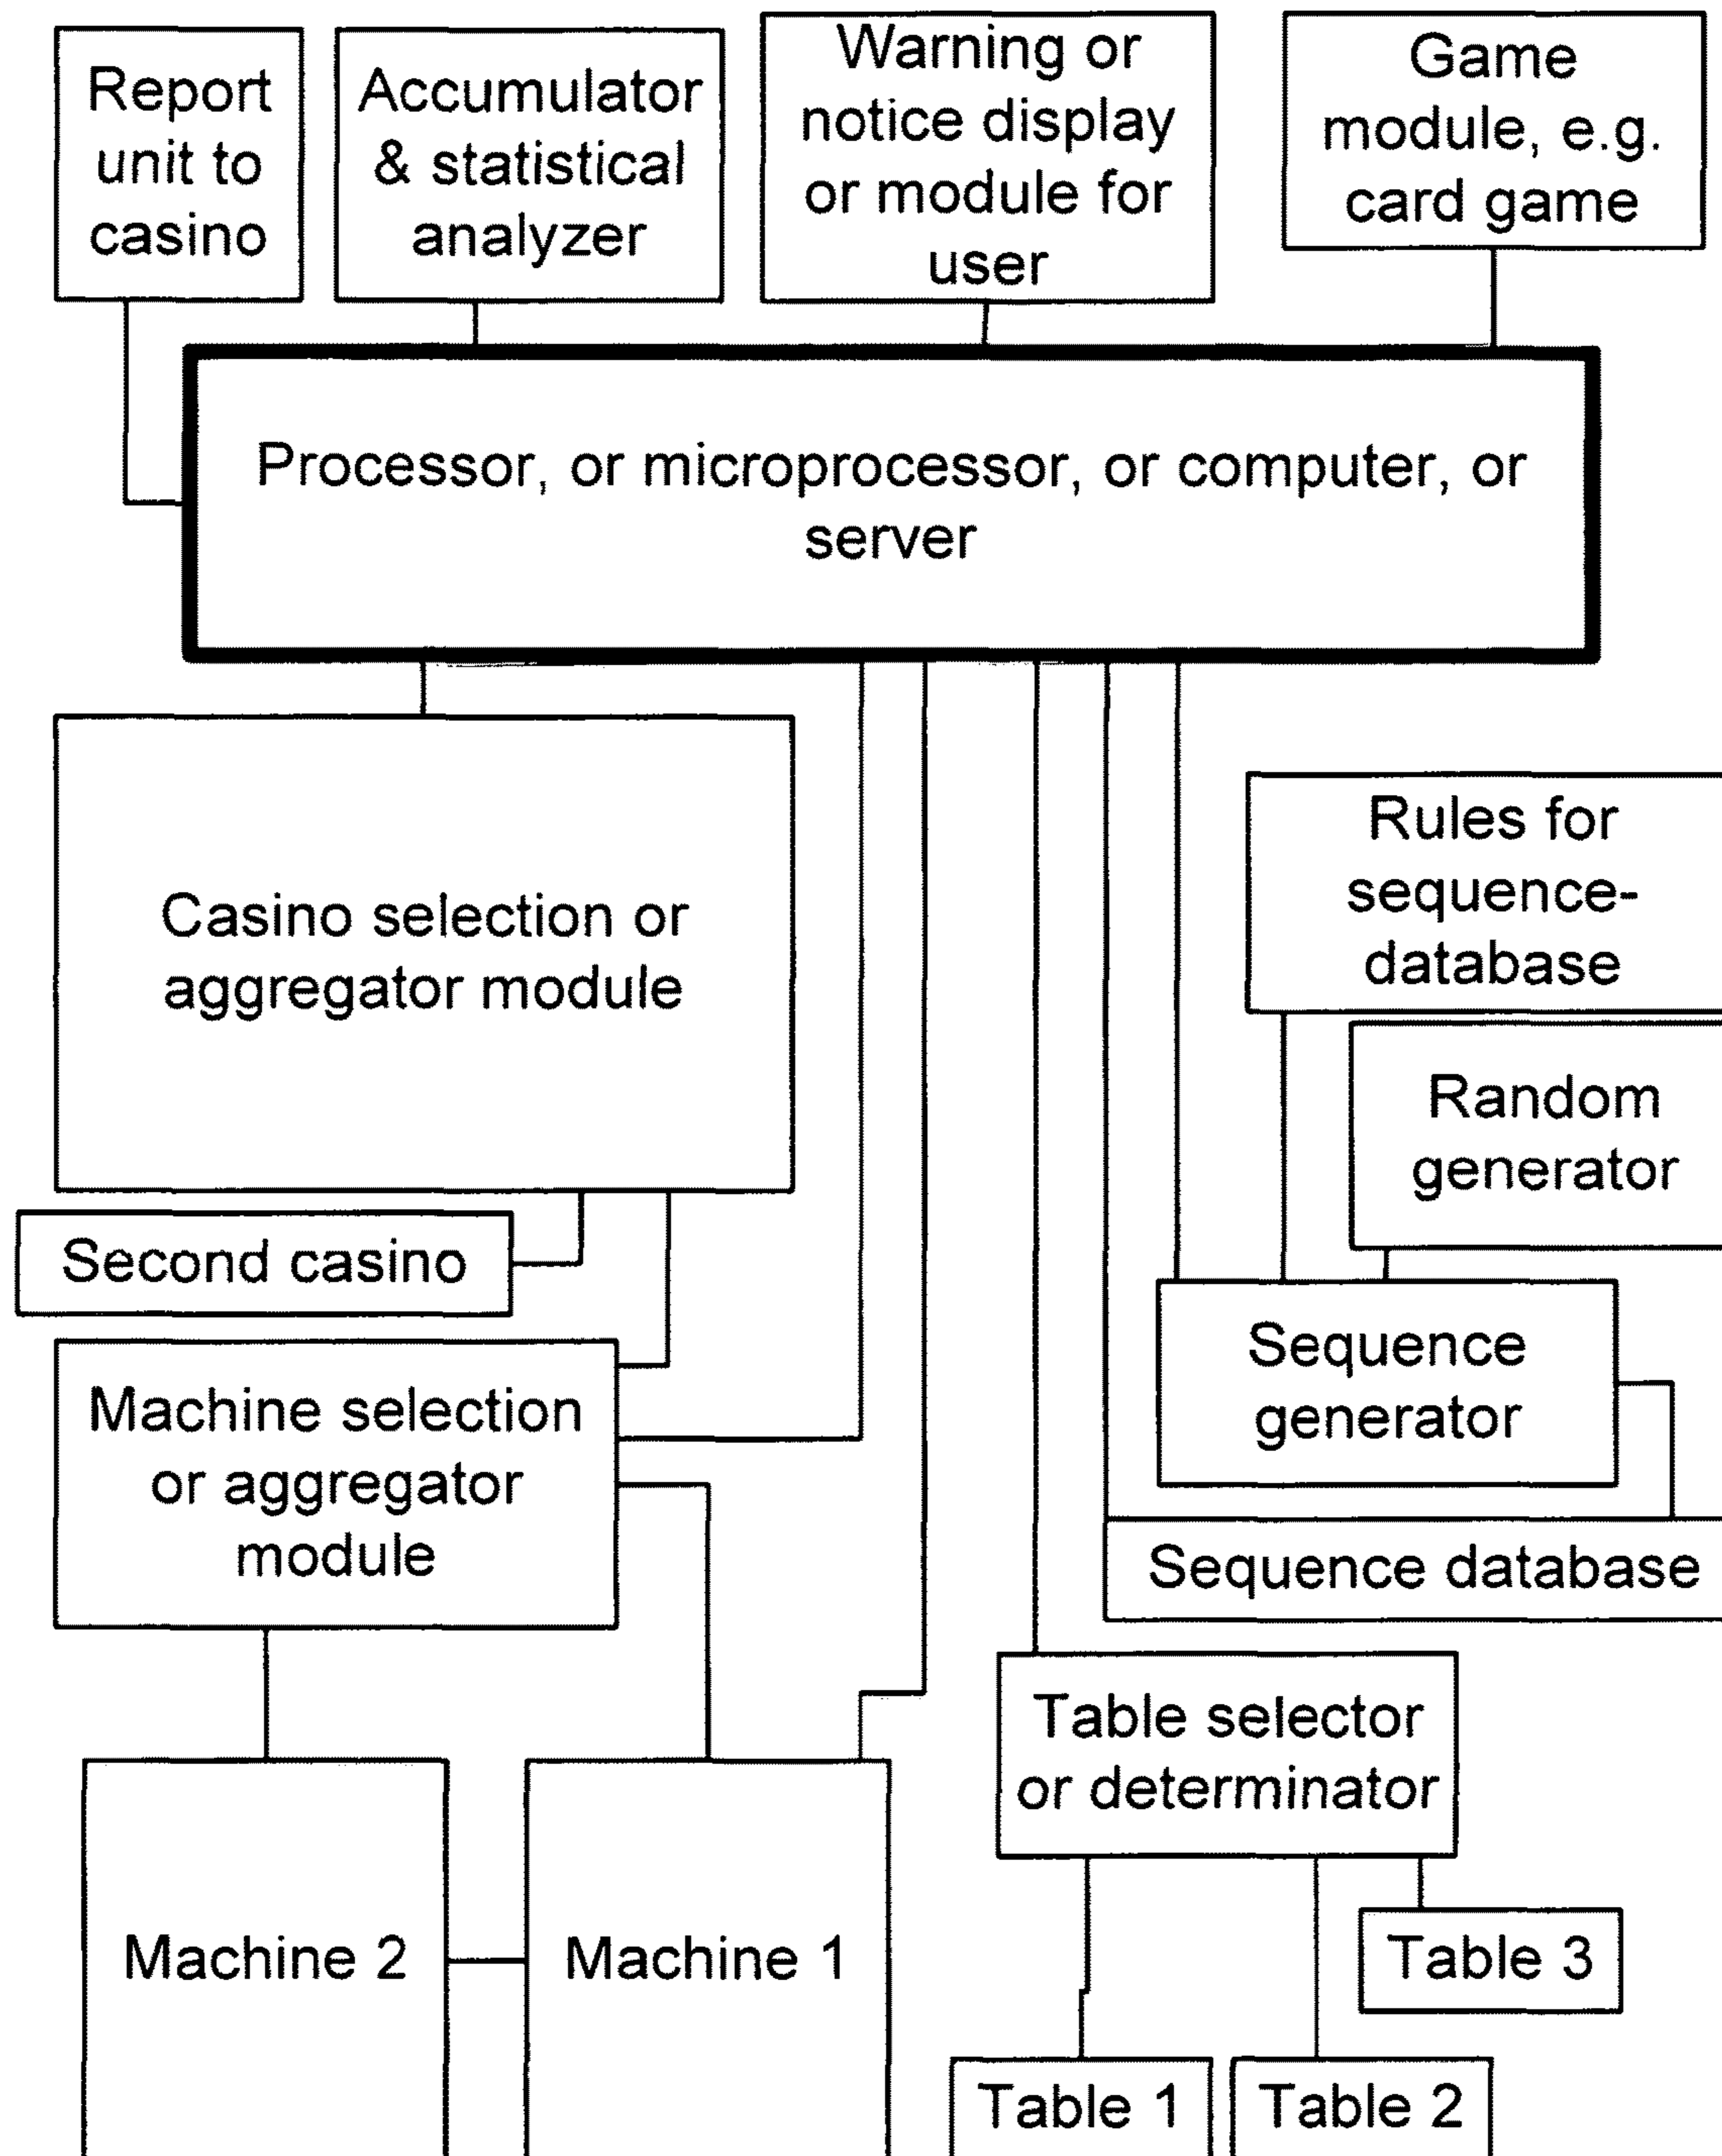 Report
unit to
casino
Accumulator
& statistical
analyzer
Warning or
notice display
or module for
user
Game
module, e.g.
card game
Processor, or microprocessor, or computer, or
server
Casino selection or
aggregator module
Rules for
sequence-
database
Random
generator
Second casino
Sequence
generator
Machine selection
or aggregator
module
Sequence database
Table selector
or determinator
Machine 2
Machine 1
Table 3
Table 1
Table 2